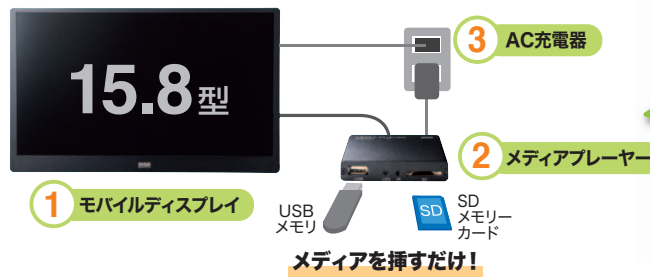 15.8型
3 AC充電器
2 メディアプレーヤー
1 モバイルディスプレイ
USB
メモリ
SD
SD
メモリー
カード
メディアを挿すだけ！